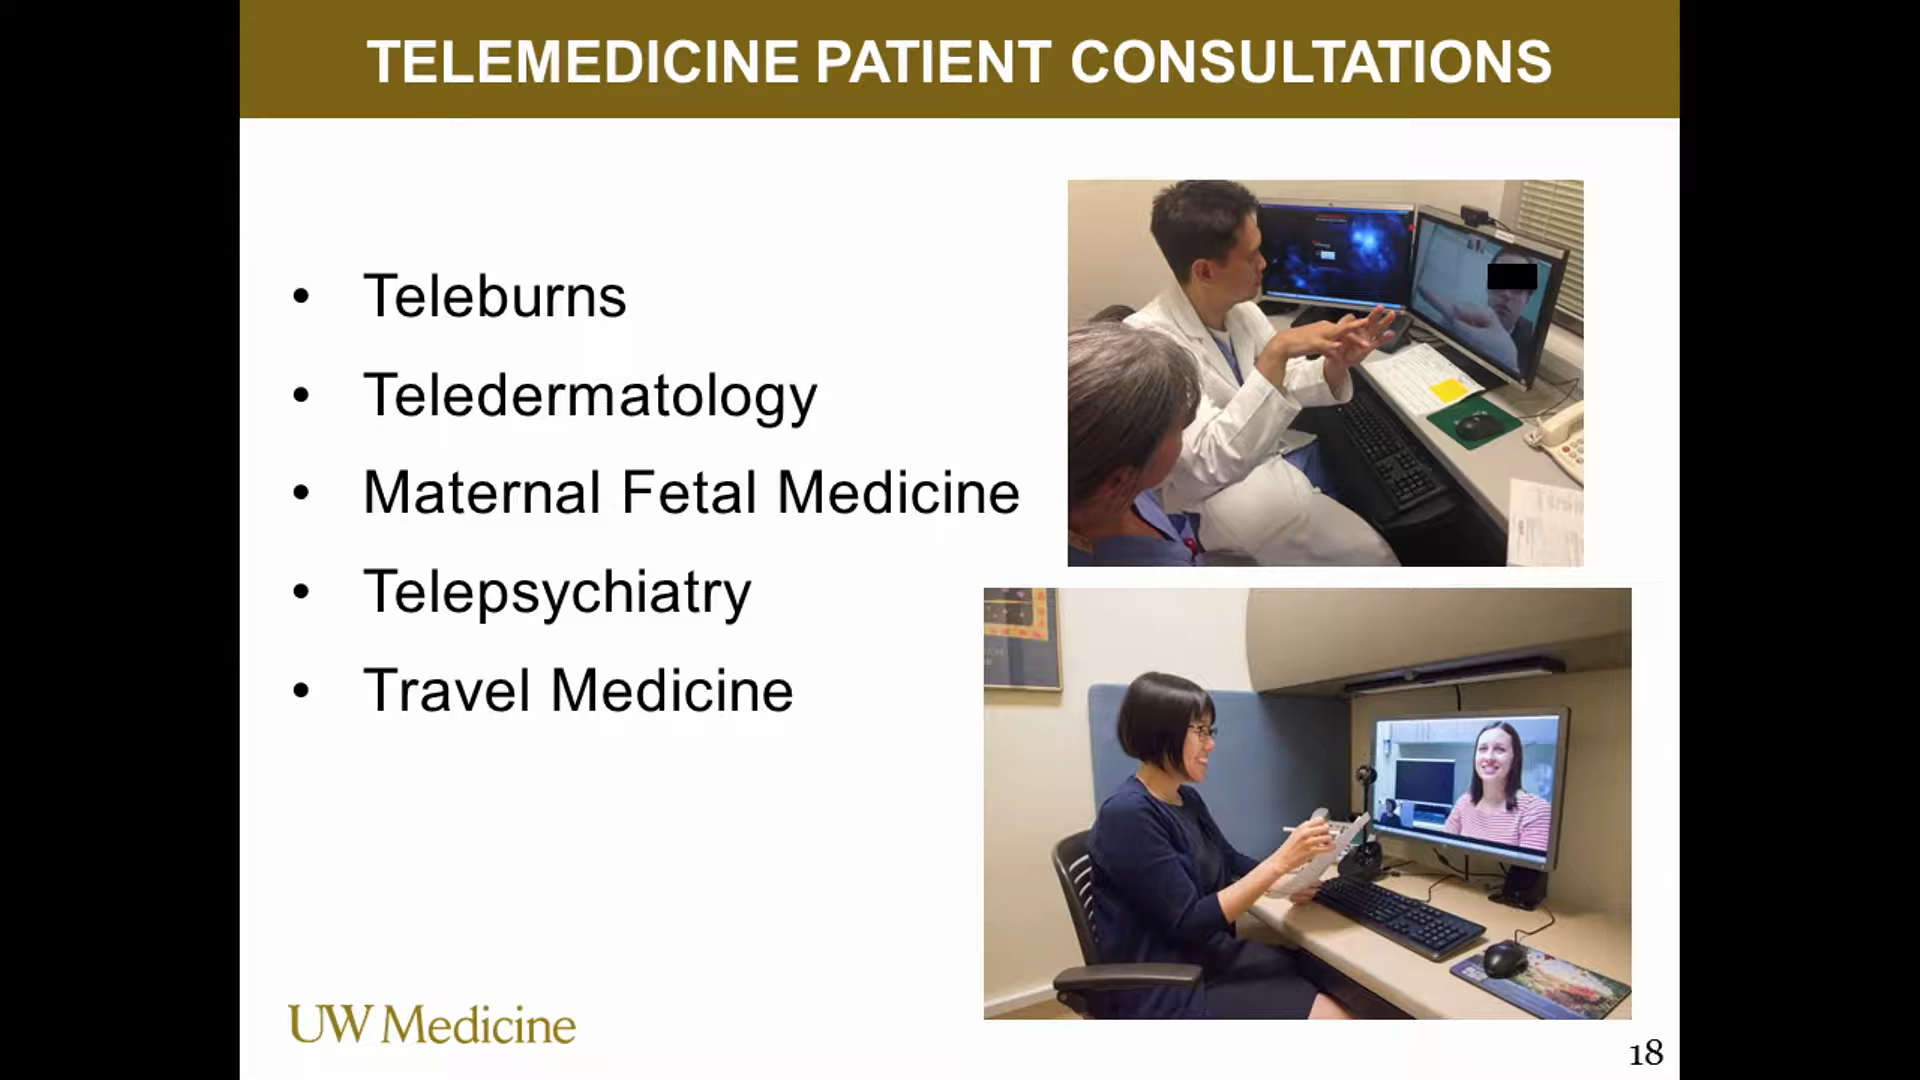 TELEMEDICINE PATIENT CONSULTATIONS
• Teleburns
• Teledermatology
• Maternal Fetal Medicine
• Telepsychiatry
• Travel Medicine
UW Medicine
18